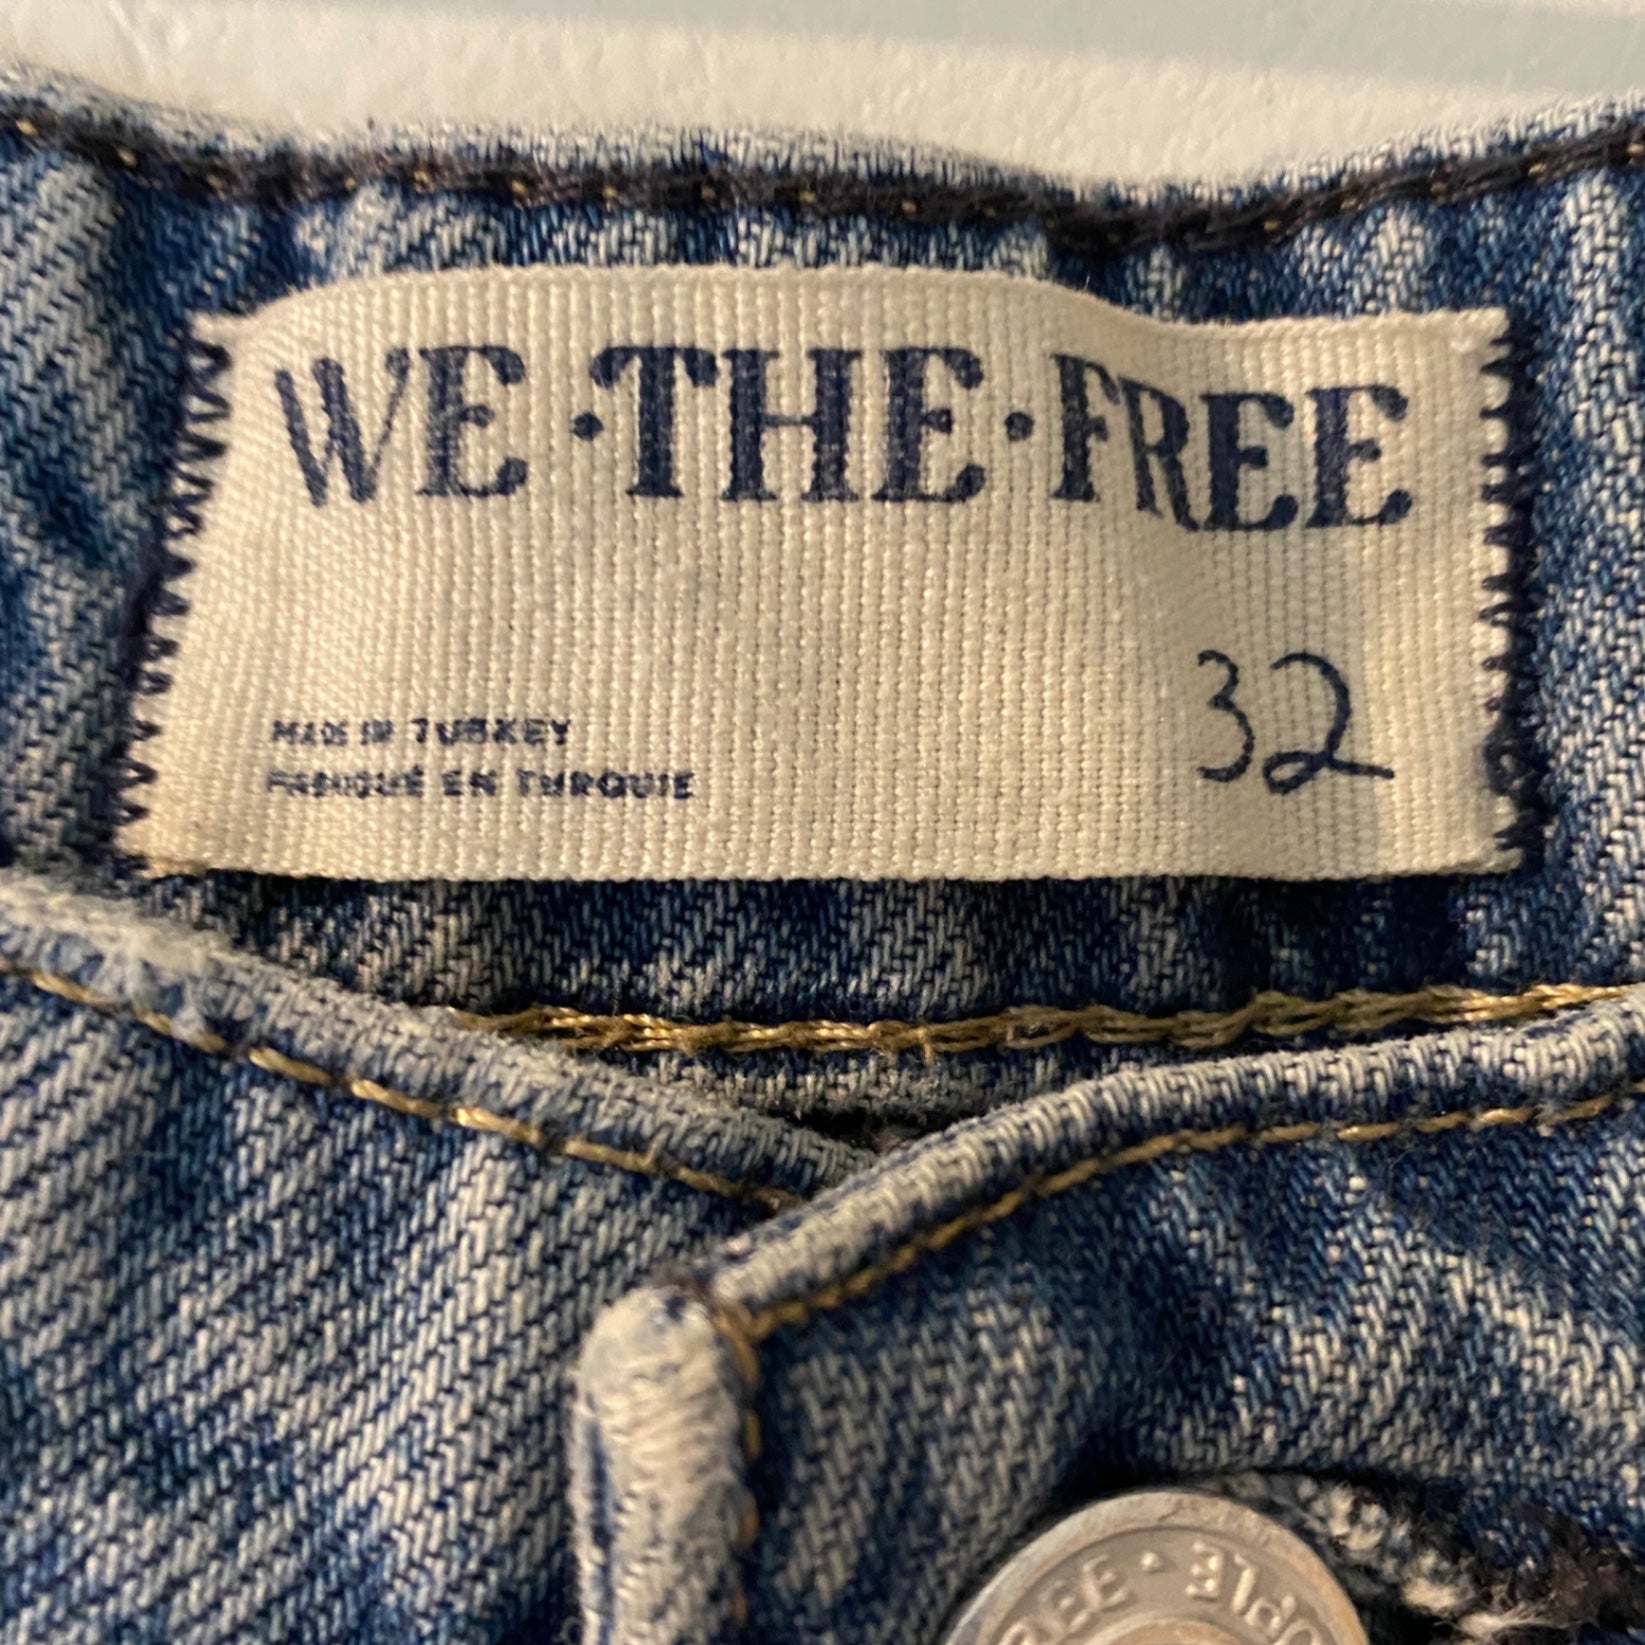 WE·THE·FREE
32
MADE IN TURKEY
FABRIQUÉ EN TURQUIE